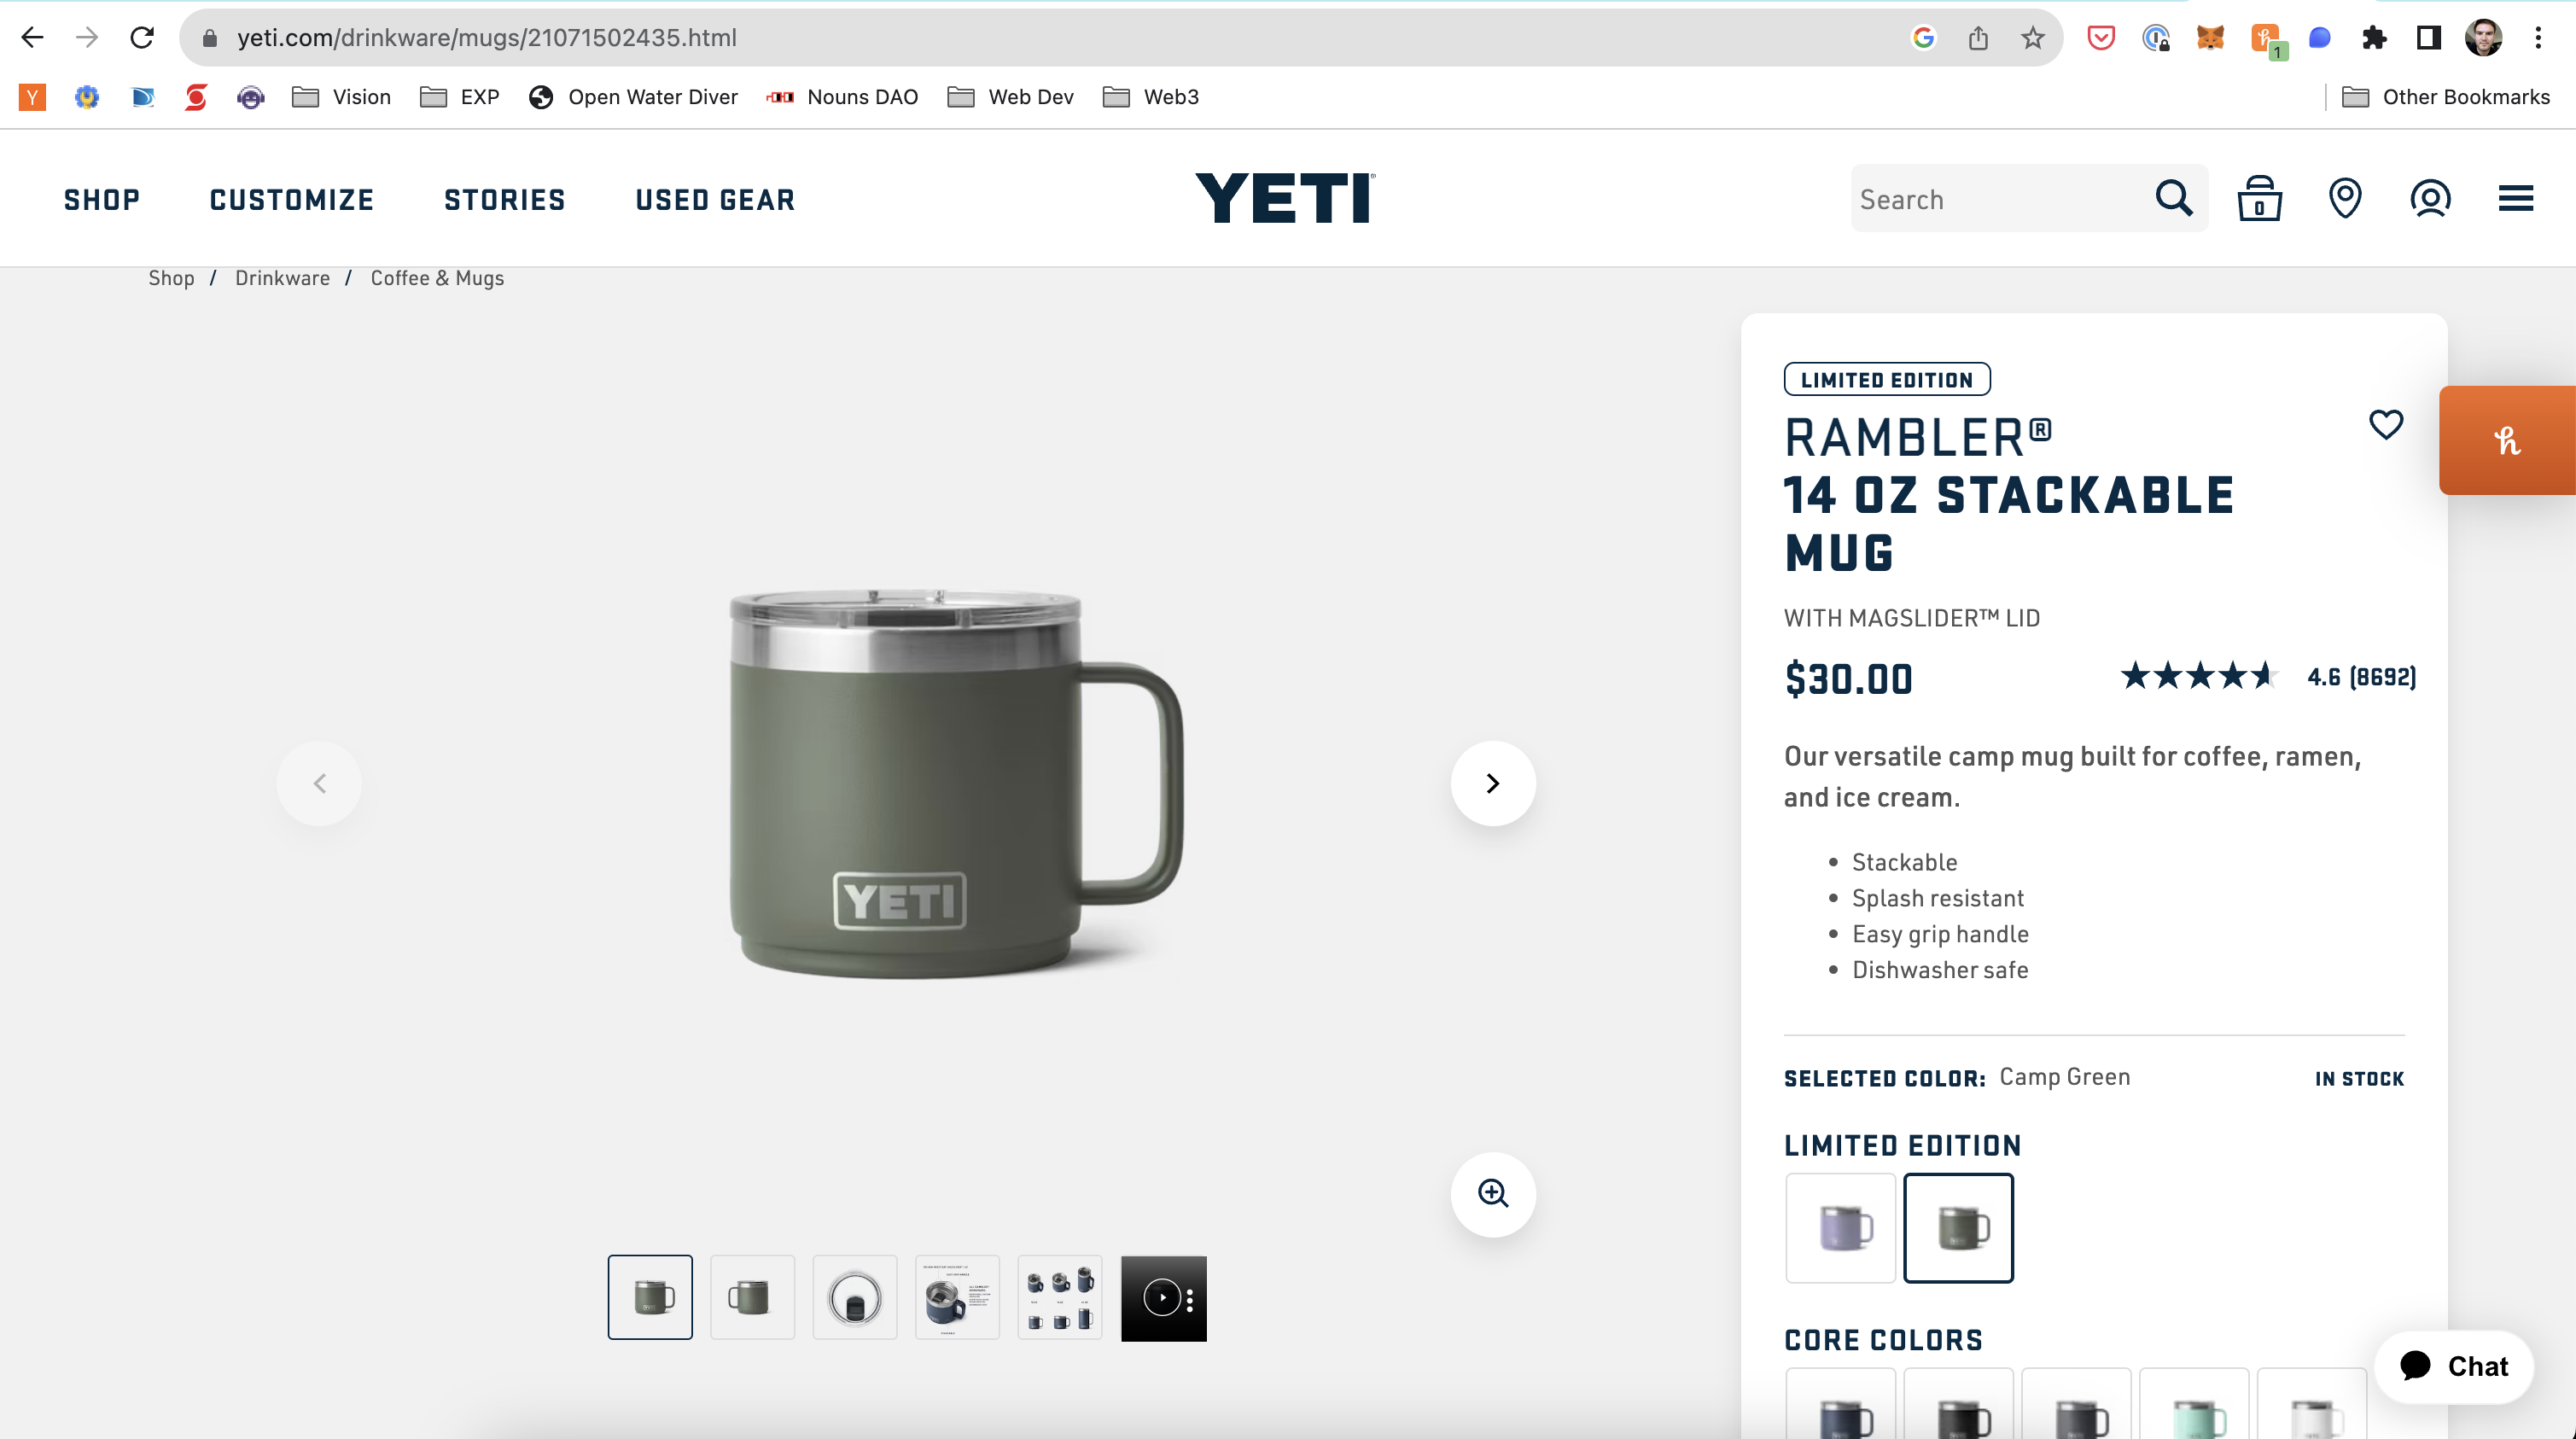 yeti.com/drinkware/mugs/21071502435.html
1
Y
Vision
EXP
Open Water Diver
Nouns DAO
Web Dev
Web3
Other Bookmarks
SHOP
CUSTOMIZE
STORIES
USED GEAR
YETI
Search
0
Shop / Drinkware / Coffee & Mugs
LIMITED EDITION
RAMBLER®
14 OZ STACKABLE
MUG
WITH MAGSLIDER™ LID
$30.00
4.6 (8692)
Our versatile camp mug built for coffee, ramen,
and ice cream.
• Stackable
• Splash resistant
• Easy grip handle
• Dishwasher safe
SELECTED COLOR: Camp Green
IN STOCK
LIMITED EDITION
CORE COLORS
YETI
Chat